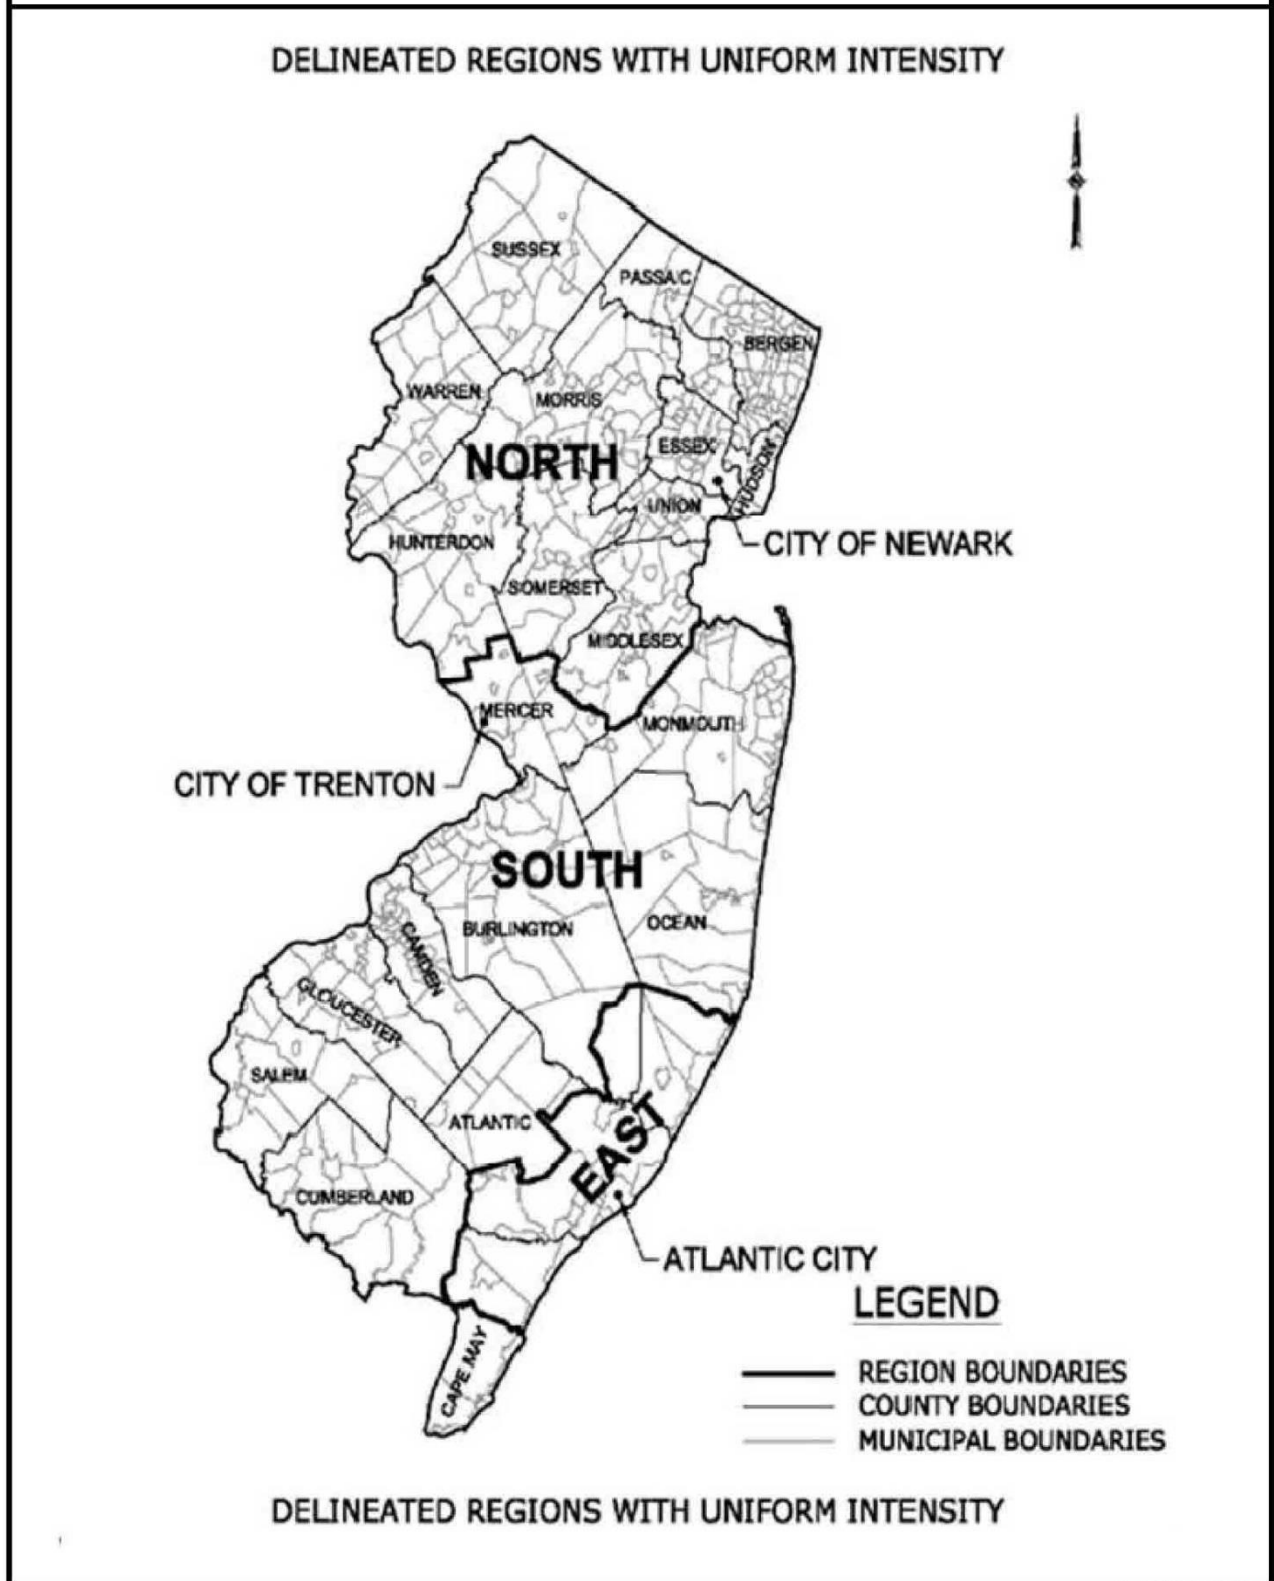 DELINEATED REGIONS WITH UNIFORM INTENSITY
SUSSEX
PASSAIC
BERGEN
WARREN
MORRIS
ESSEX
HUDSON
NORTH
UNION
HUNTERDON
CITY OF NEWARK
SOMERSET
MIDDLESEX
MERCER
MONMOUTH
CITY OF TRENTON
SOUTH
BURLINGTON
OCEAN
CAMDEN
GLOUCESTER
SALEM
ATLANTIC
EAST
CUMBERLAND
ATLANTIC CITY
CAPE MAY
LEGEND
REGION BOUNDARIES
COUNTY BOUNDARIES
MUNICIPAL BOUNDARIES
DELINEATED REGIONS WITH UNIFORM INTENSITY